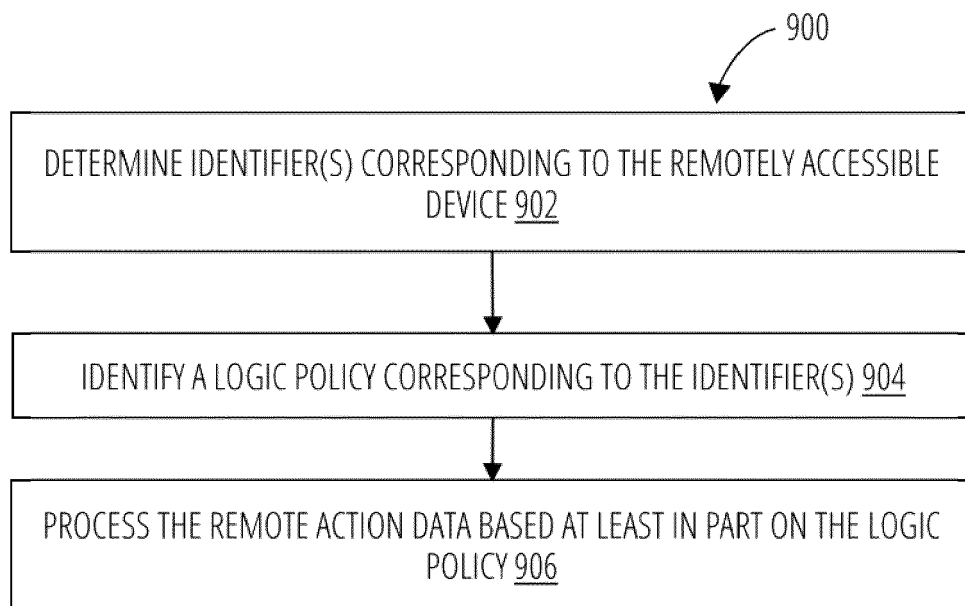 900
DETERMINE IDENTIFIER(S) CORRESPONDING TO THE REMOTELY ACCESSIBLE
DEVICE 902
IDENTIFY A LOGIC POLICY CORRESPONDING TO THE IDENTIFIER(S) 904
PROCESS THE REMOTE ACTION DATA BASED AT LEAST IN PART ON THE LOGIC
POLICY 906